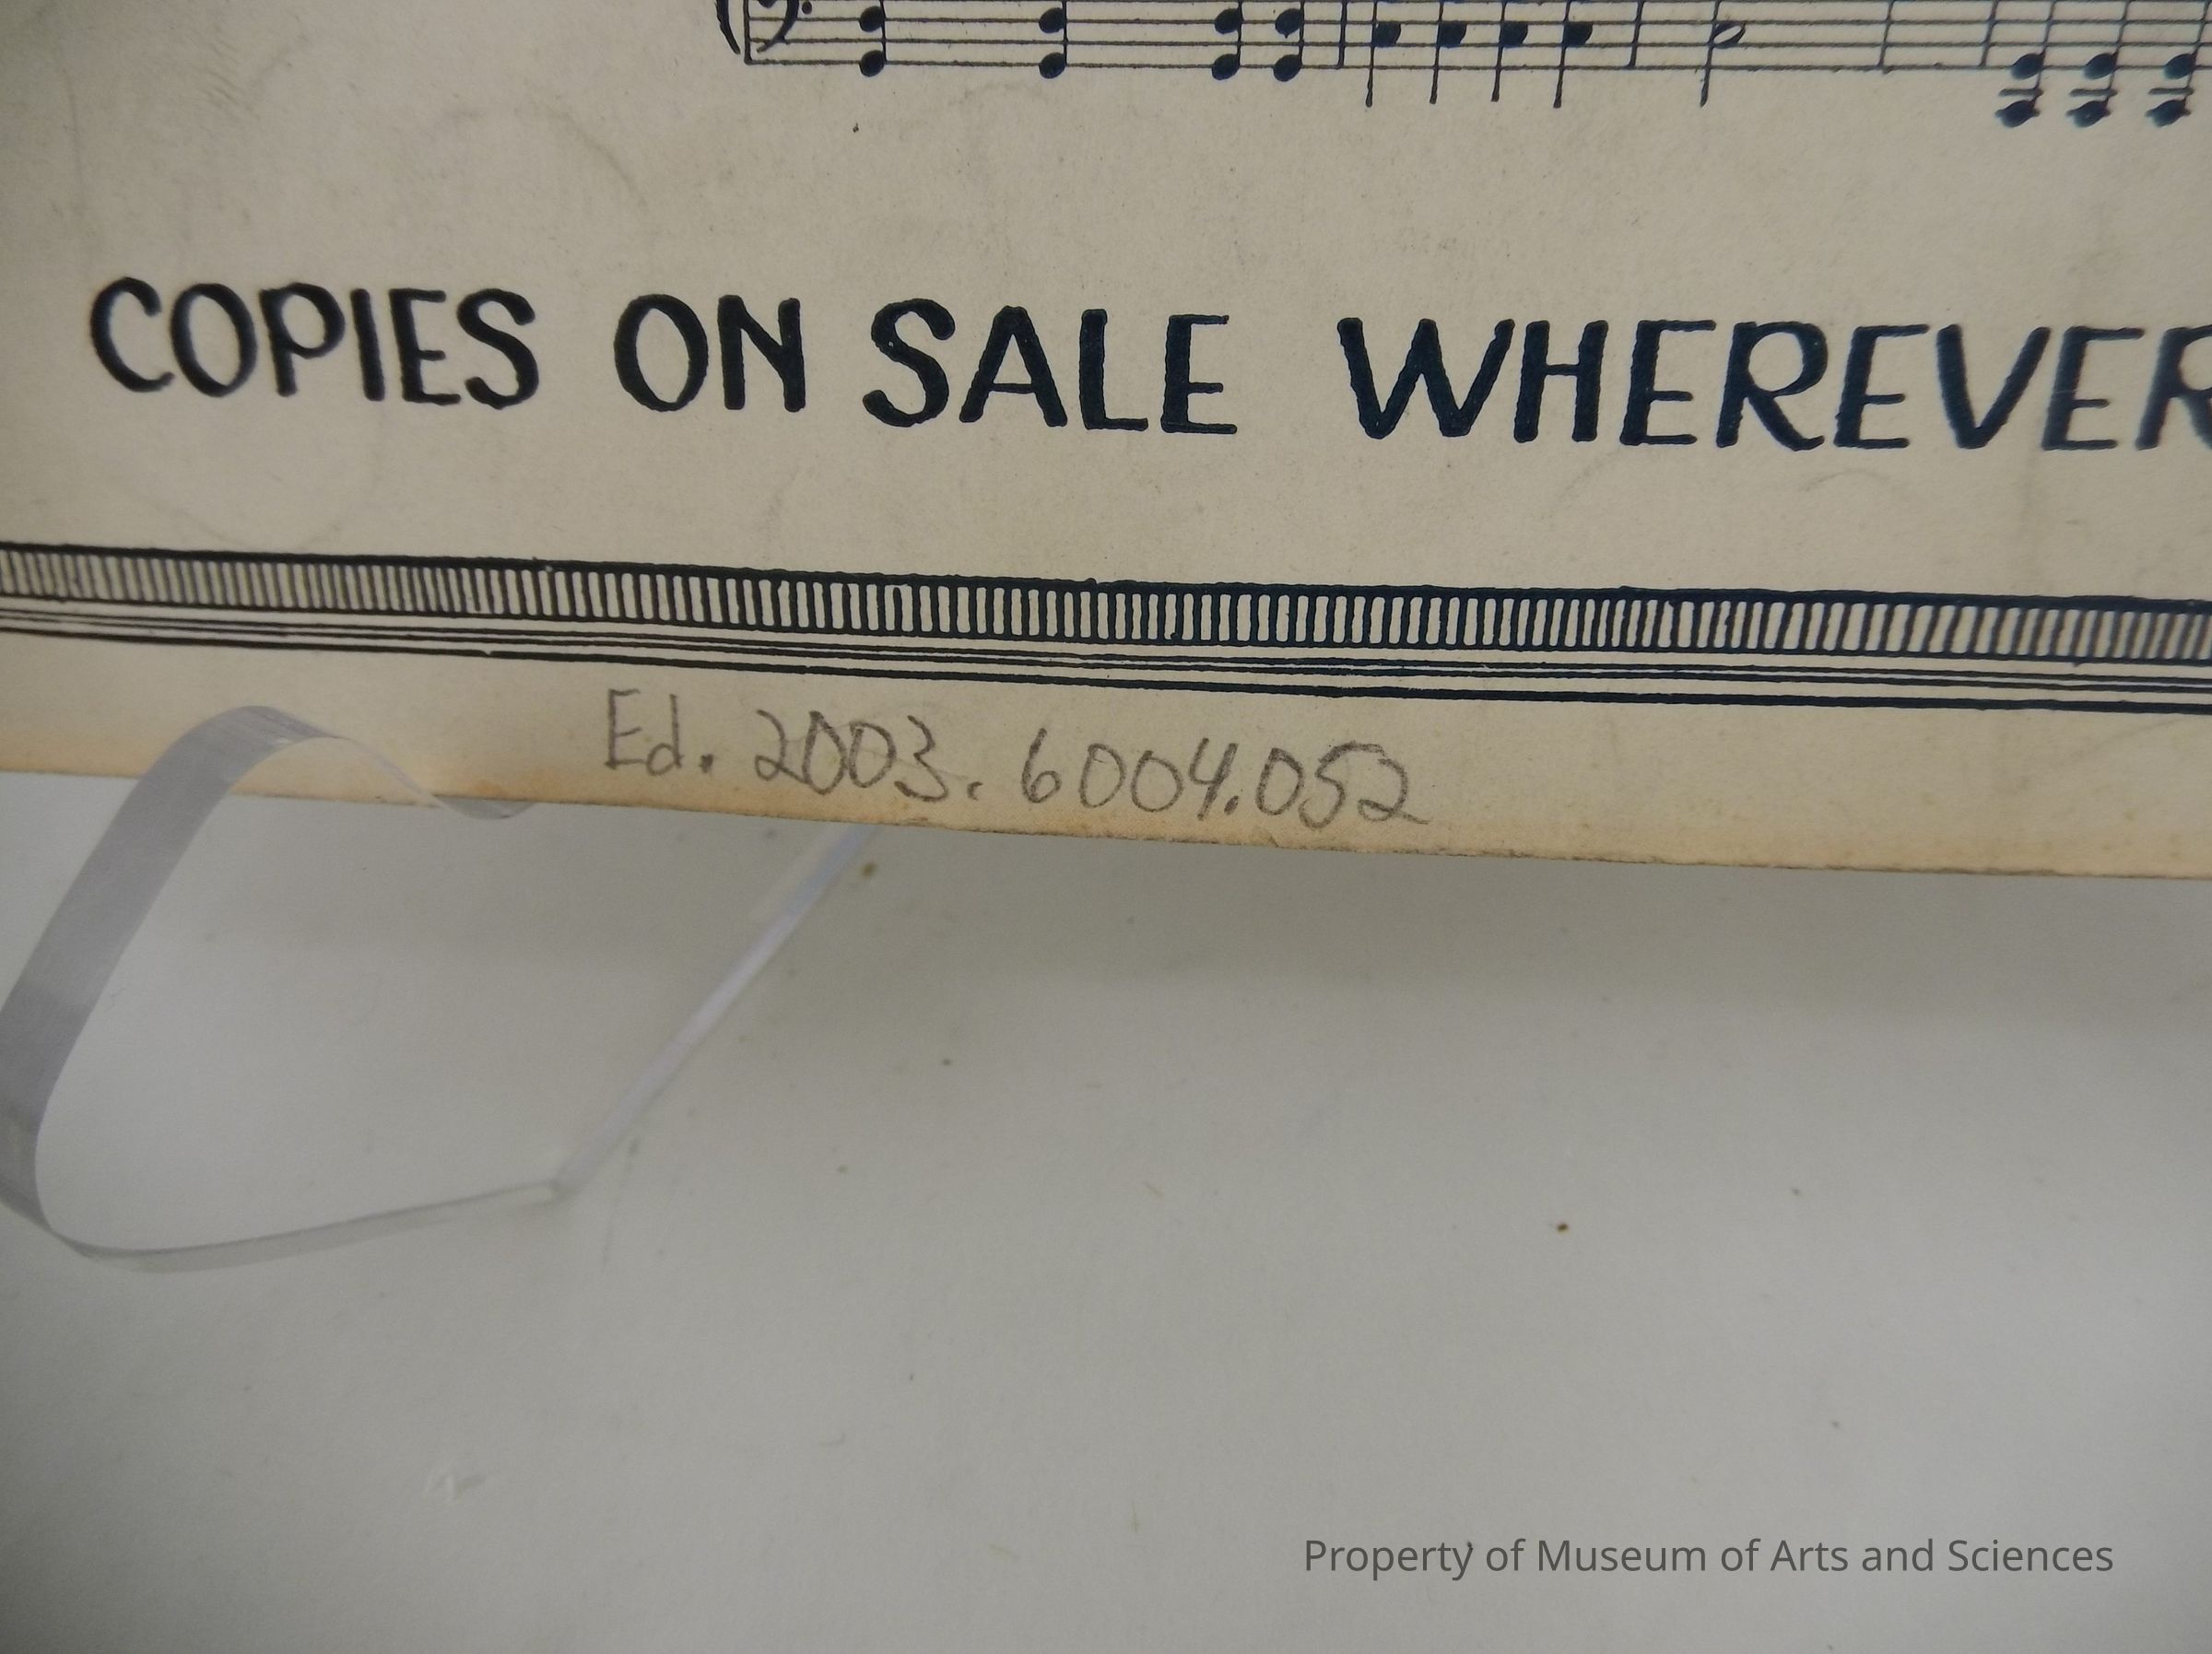 COPIES ON SALE WHEREVER
Ed. 2003.6004.052
Property of Museum of Arts and Sciences